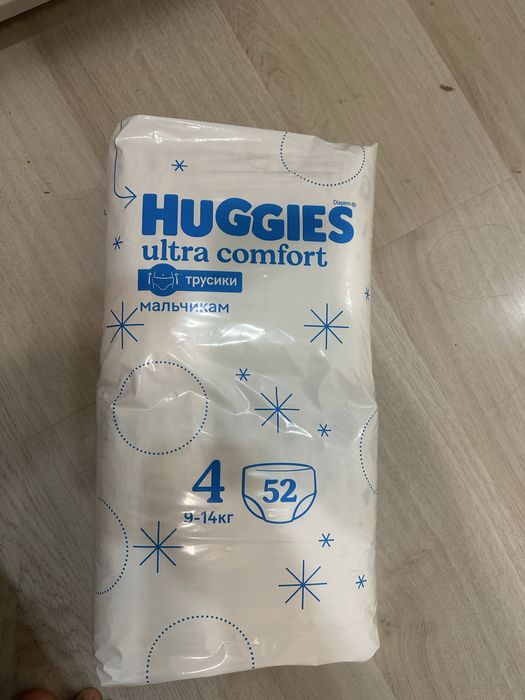 Diapers
HUGGIES
ultra comfort
трусики
мальчикам
4
52
9-14кг